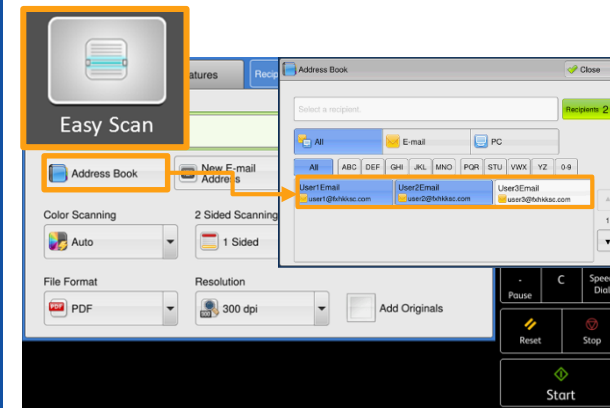 Easy Scan
atures
Recip
Address Book
New E-mail
Address
Color Scanning
2 Sided Scanning
Auto
1 Sided
File Format
Resolution
PDF
PDF
300
300 dpi
Add Originals
Address Book
Close
Select a recipient.
Recipients 2
All
E-mail
PC
All
ABC
DEF
GHI
JKL
MNO
PQR
STU
VWX
YZ
0-9
User1Email
user1@fxhkksc.com
User2Email
user2@fxhkksc.com
User3Email
user3@fxhkksc.com
1
-
Pause
C
Speed
Dial
Reset
Stop
Start